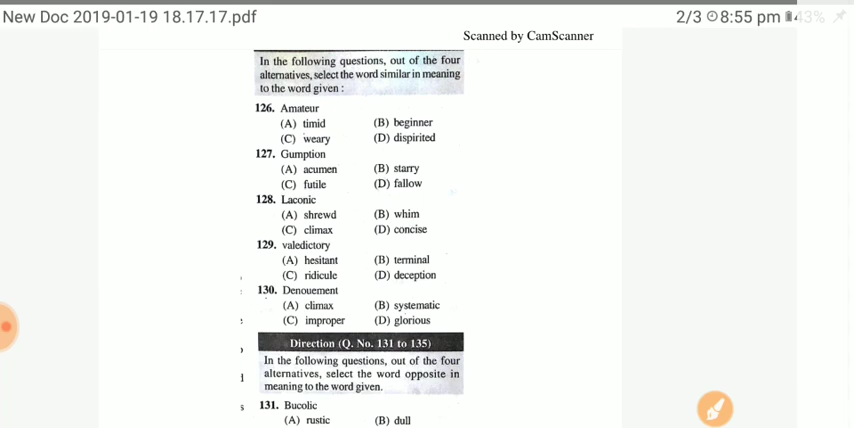 New Doc 2019-01-19 18.17.17.pdf
2/3 8:55 pm 43%
Scanned by CamScanner
In the following questions, out of the four
alternatives, select the word similar in meaning
to the word given :
126. Amateur
(A) timid (B) beginner
(C) weary (D) dispirited
127. Gumption
(A) acumen (B) starry
(C) futile (D) fallow
128. Laconic
(A) shrewd (B) whim
(C) climax (D) concise
129. valedictory
(A) hesitant (B) terminal
(C) ridicule (D) deception
130. Denouement
(A) climax (B) systematic
(C) improper (D) glorious
Direction (Q. No. 131 to 135)
In the following questions, out of the four
alternatives, select the word opposite in
meaning to the word given.
131. Bucolic
(A) rustic (B) dull